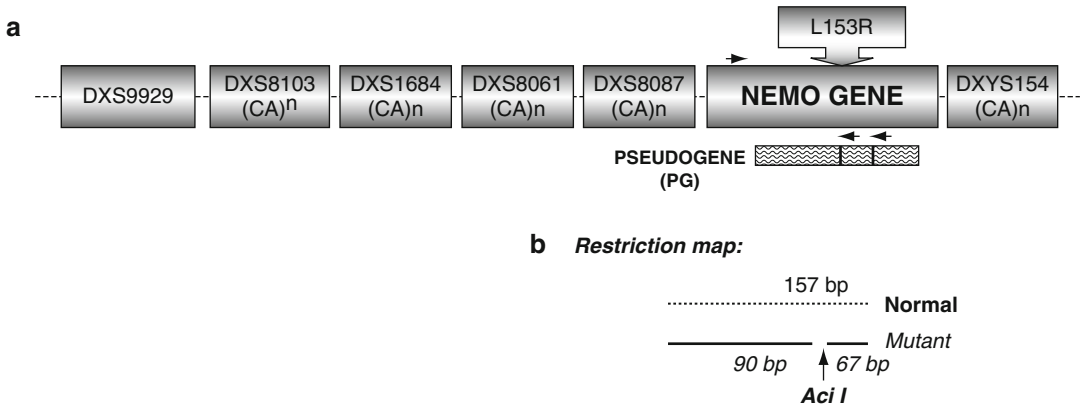 a
L153R
DXS9929
DXS8103
(CA)n
DXS1684
(CA)n
DXS8061
(CA)n
DXS8087
(CA)n
NEMO GENE
DXYS154
(CA)n
PSEUDOGENE
(PG)
b Restriction map:
157 bp
Normal
Mutant
90 bp 67 bp
Aci I